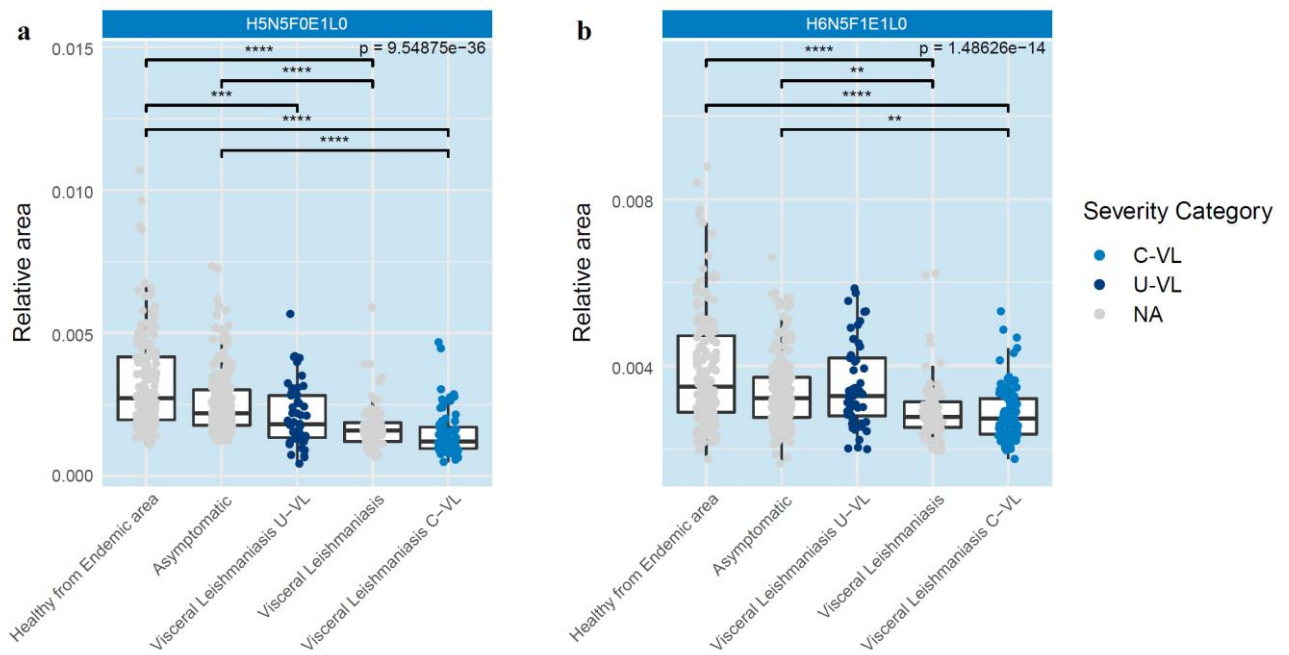 a
H5N5F0E1L0
p = 9.54875e-36
****
****
***
****
****
Relative area
0.015
0.010
0.005
0.000
Healthy from Endemic area
Asymptomatic
Visceral Leishmaniasis U-VL
Visceral Leishmaniasis
Visceral Leishmaniasis C-VL
b
H6N5F1E1L0
p = 1.48626e-14
****
**
****
**
Relative area
0.008
0.004
Healthy from Endemic area
Asymptomatic
Visceral Leishmaniasis U-VL
Visceral Leishmaniasis
Visceral Leishmaniasis C-VL
Severity Category
C-VL
U-VL
NA